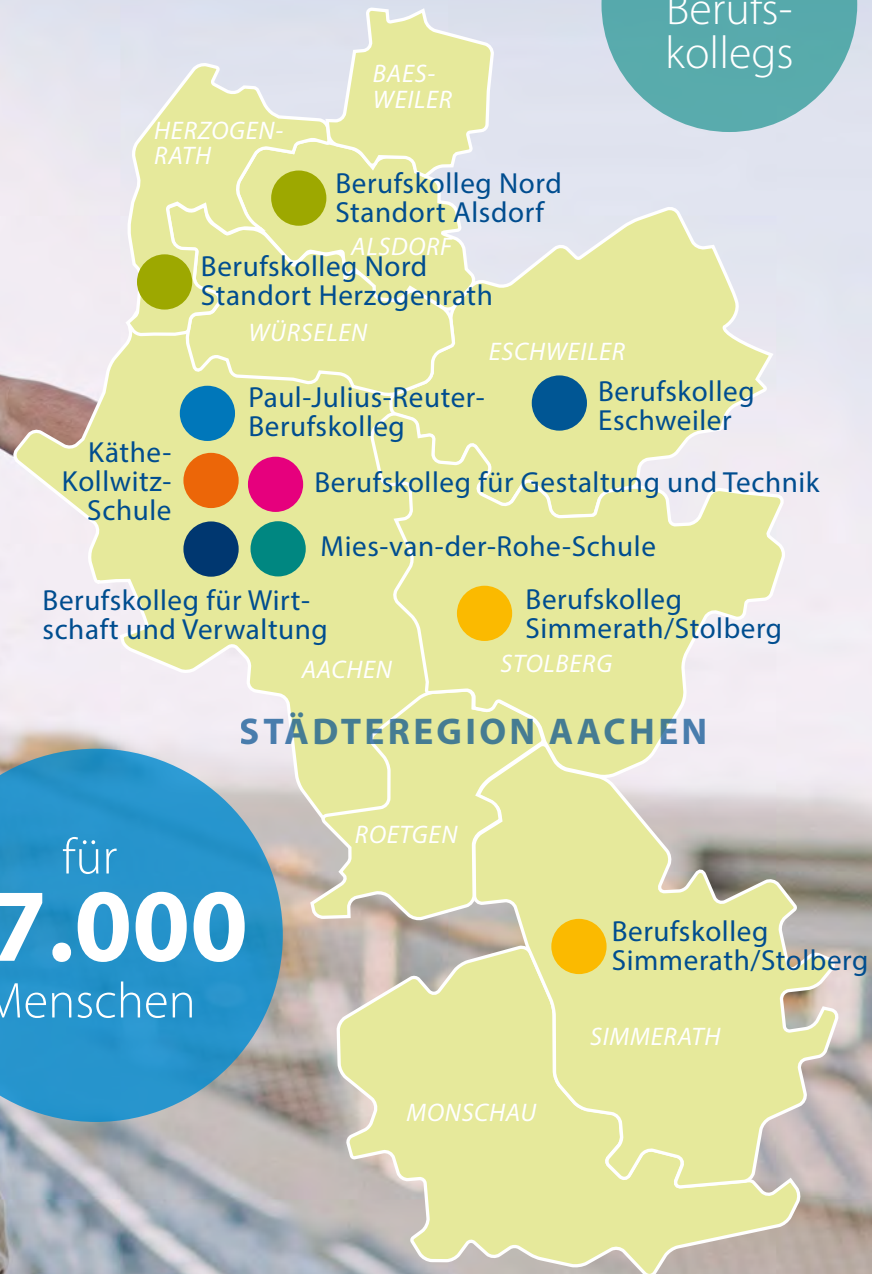 Berufs-
kollegs
BAES-
WEILER
HERZOGEN-
RATH
Berufskolleg Nord
Standort Alsdorf
ALSDORF
Berufskolleg Nord
Standort Herzogenrath
WÜRSELEN
ESCHWEILER
Paul-Julius-Reuter-
Berufskolleg
Berufskolleg
Eschweiler
Käthe-
Kollwitz-
Schule
Berufskolleg für Gestaltung und Technik
Mies-van-der-Rohe-Schule
Berufskolleg für Wirt-
schaft und Verwaltung
Berufskolleg
Simmerath/Stolberg
AACHEN
STOLBERG
STÄDTEREGION AACHEN
ROETGEN
für
7.000
Menschen
Berufskolleg
Simmerath/Stolberg
SIMMERATH
MONSCHAU